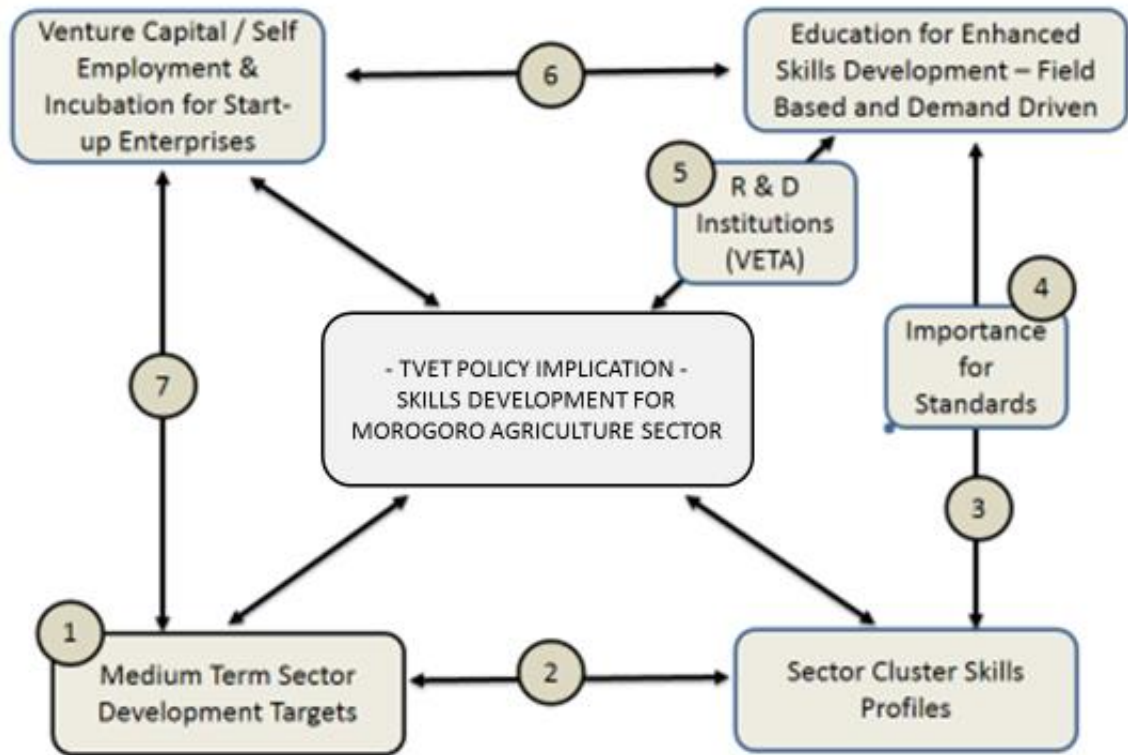 Venture Capital / Self
Employment &
Incubation for Start-
up Enterprises
6
Education for Enhanced
Skills Development – Field
Based and Demand Driven
5
R & D
Institutions
(VETA)
4
Importance
for
Standards
7
- TVET POLICY IMPLICATION -
SKILLS DEVELOPMENT FOR
MOROGORO AGRICULTURE SECTOR
3
1
Medium Term Sector
Development Targets
2
Sector Cluster Skills
Profiles